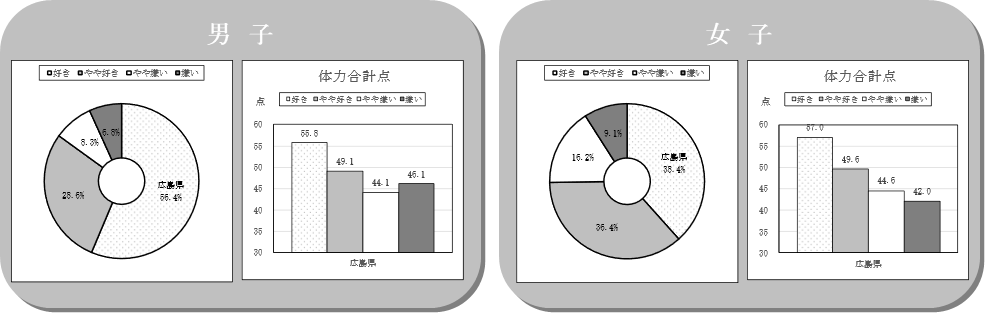 男 子
■好き ■やや好き ■やや嫌い ■嫌い
6.8%
8.3%
広島県
56.4%
28.6%
体力合計点
点
■好き ■やや好き ■やや嫌い ■嫌い
60
55.8
55
50
49.1
46.1
45
44.1
40
35
30
広島県
女 子
■好き ■やや好き ■やや嫌い ■嫌い
9.1%
16.2%
広島県
38.4%
36.4%
体力合計点
点
■好き ■やや好き ■やや嫌い ■嫌い
60
57.0
55
50
49.6
45
44.6
42.0
40
35
30
広島県